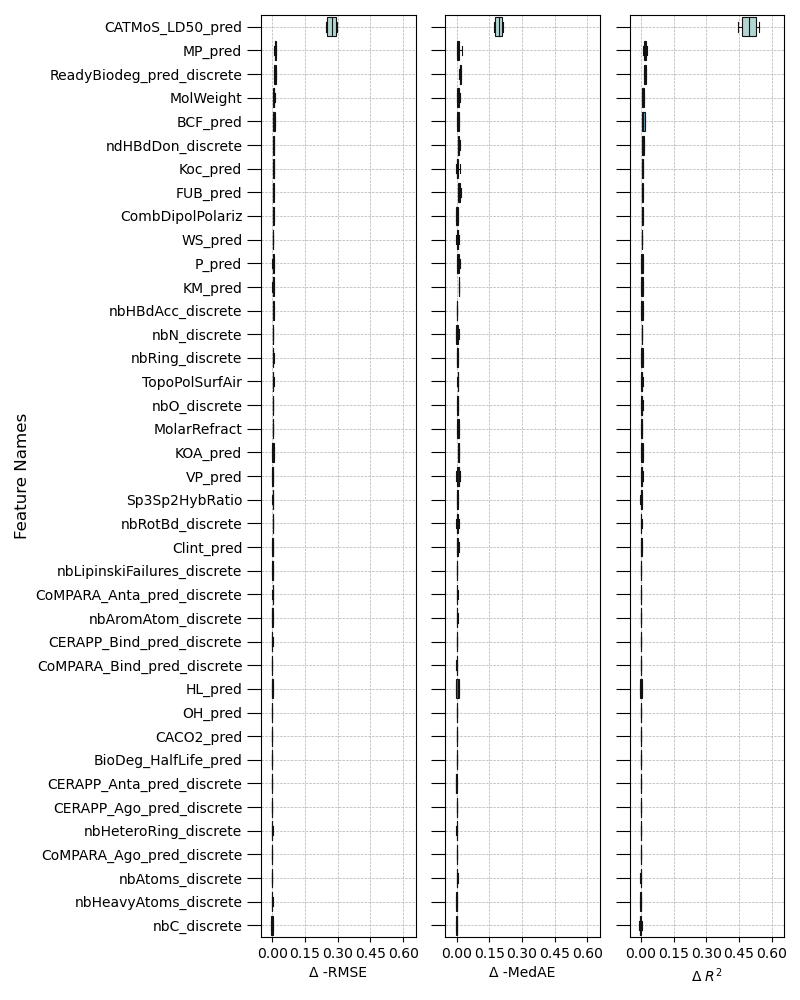 CATMoS_LD50_pred
MP_pred
ReadyBiodeg_pred_discrete
MolWeight
BCF_pred
ndHBdDon_discrete
Koc_pred
FUB_pred
CombDipolPolariz
WS_pred
P_pred
KM_pred
nbHBdAcc_discrete
nbN_discrete
nbRing_discrete
TopoPolSurfAir
nbO_discrete
MolarRefract
KOA_pred
VP_pred
Sp3Sp2HybRatio
nbRotBd_discrete
Clint_pred
nbLipinskiFailures_discrete
CoMPARA_Anta_pred_discrete
nbAromAtom_discrete
CERAPP_Bind_pred_discrete
CoMPARA_Bind_pred_discrete
HL_pred
OH_pred
CACO2_pred
BioDeg_HalfLife_pred
CERAPP_Anta_pred_discrete
CERAPP_Ago_pred_discrete
nbHeteroRing_discrete
CoMPARA_Ago_pred_discrete
nbAtoms_discrete
nbHeavyAtoms_discrete
nbC_discrete
Feature Names
0.00 0.15 0.30 0.45 0.60
Δ -RMSE
0.00 0.15 0.30 0.45 0.60
Δ -MedAE
0.00 0.15 0.30 0.45 0.60
Δ R²